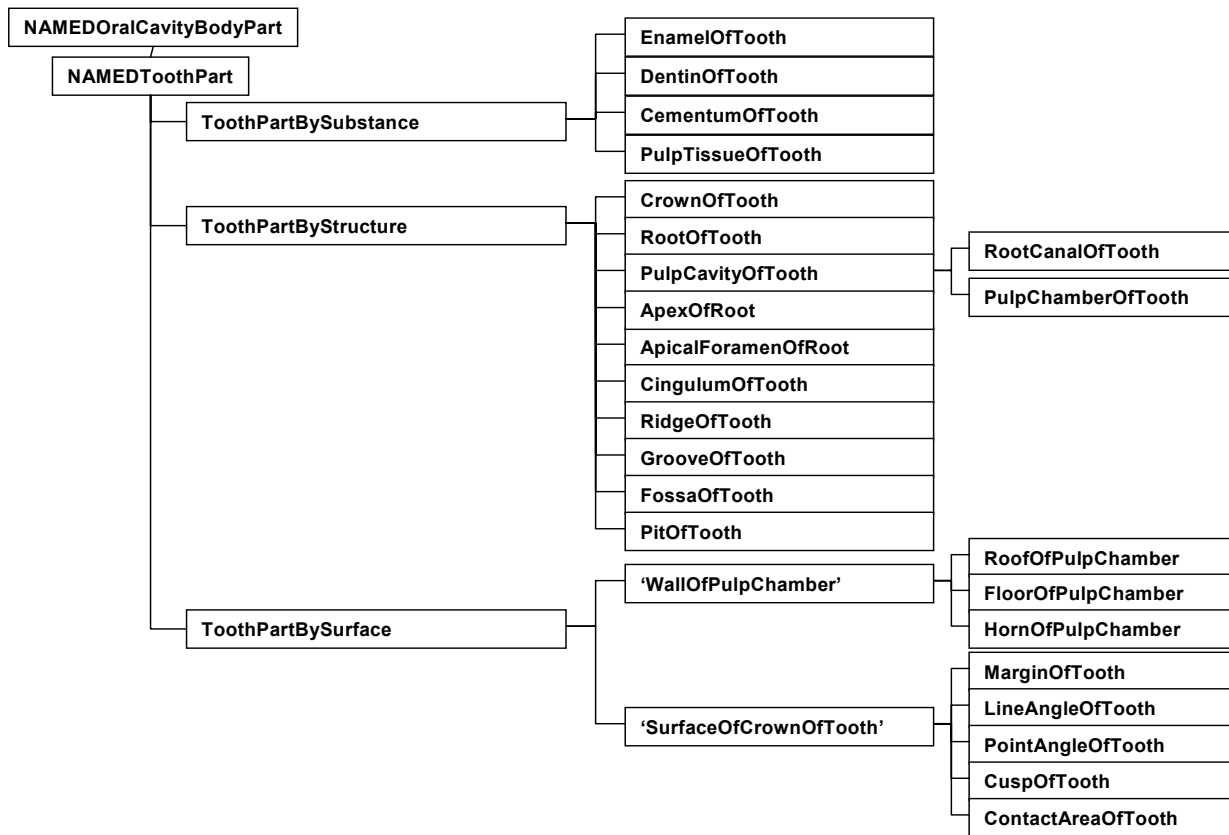 NAMEDOralCavityBodyPart
NAMEDToothPart
ToothPartBySubstance
EnamelOfTooth
DentinOfTooth
CementumOfTooth
PulpTissueOfTooth
ToothPartByStructure
CrownOfTooth
RootOfTooth
PulpCavityOfTooth
RootCanalOfTooth
PulpChamberOfTooth
ApexOfRoot
ApicalForamenOfRoot
CingulumOfTooth
RidgeOfTooth
GrooveOfTooth
FossaOfTooth
PitOfTooth
ToothPartBySurface
‘WallOfPulpChamber’
RoofOfPulpChamber
FloorOfPulpChamber
HornOfPulpChamber
‘SurfaceOfCrownOfTooth’
MarginOfTooth
LineAngleOfTooth
PointAngleOfTooth
CuspOfTooth
ContactAreaOfTooth